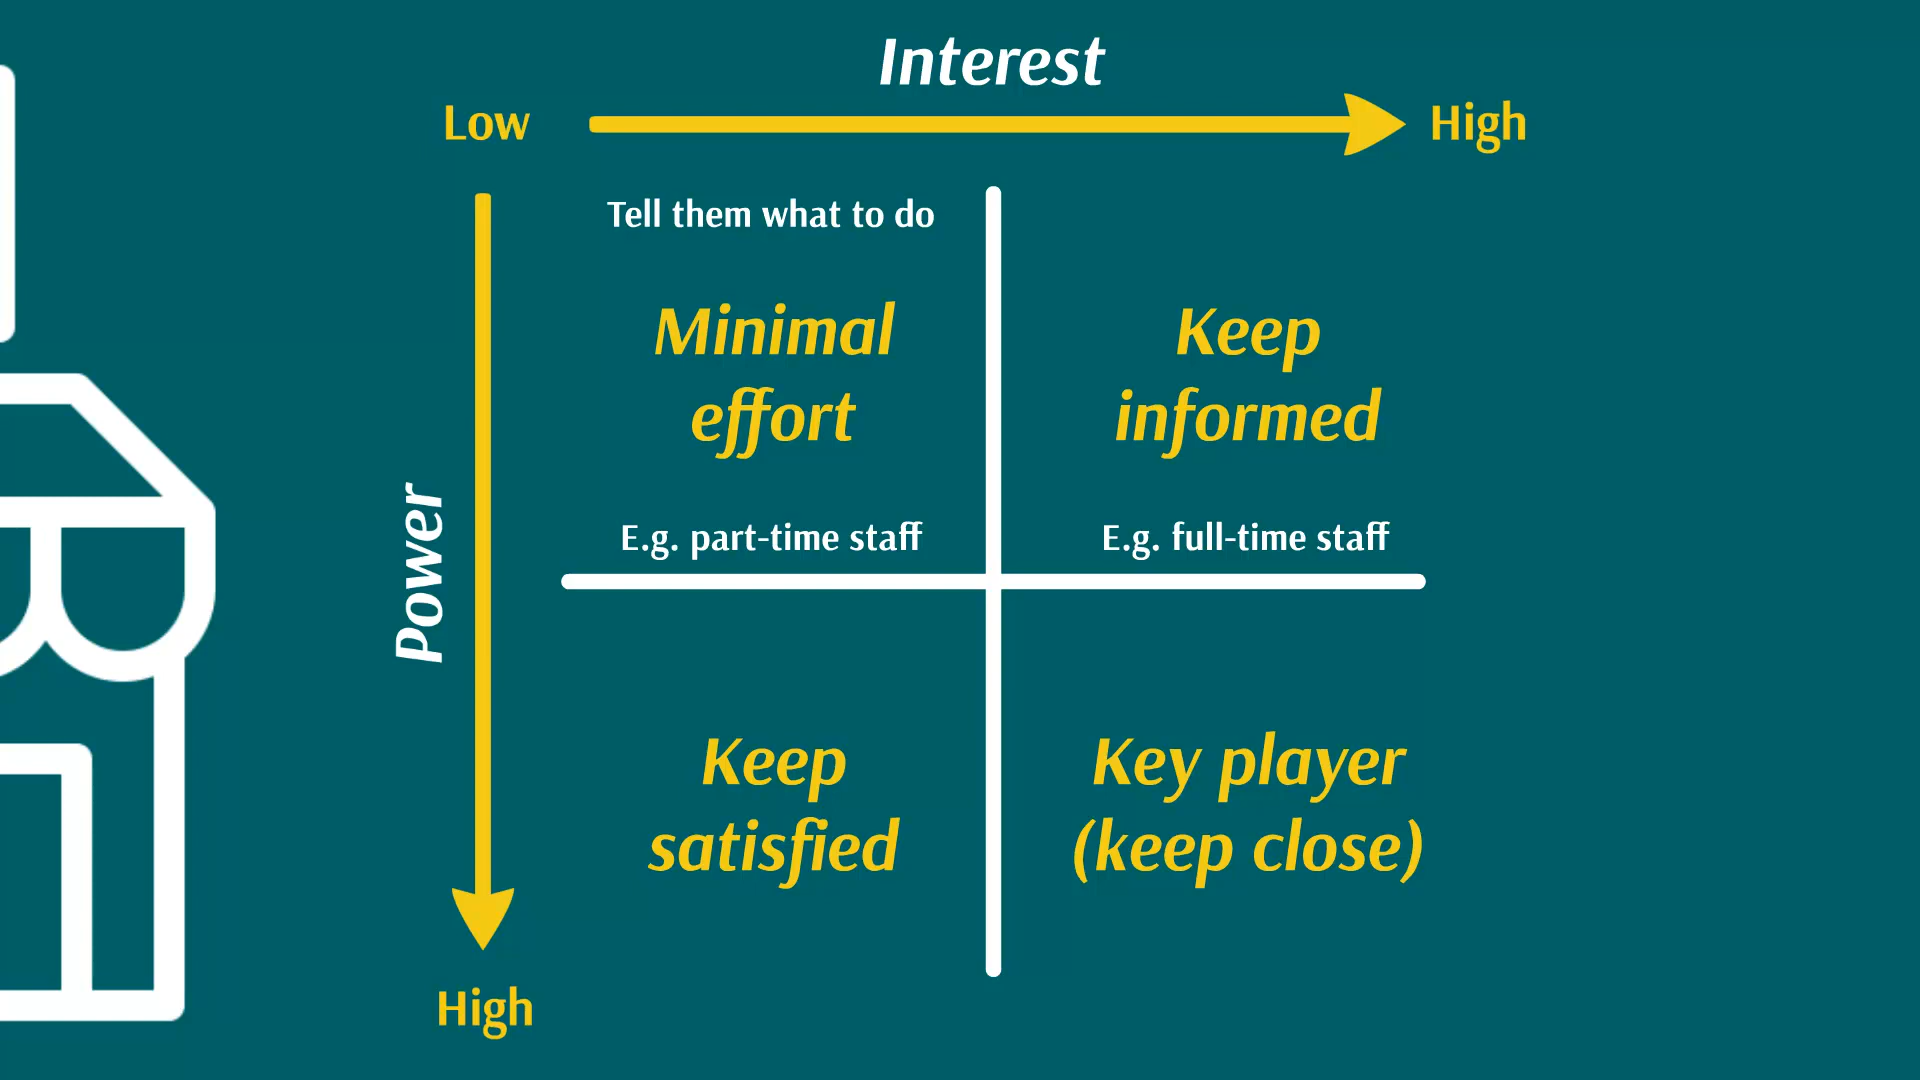 Interest
Low
High
Tell them what to do
Minimal
effort
Keep
informed
E.g. part-time staff
E.g. full-time staff
Power
Keep
satisfied
Key player
(keep close)
High